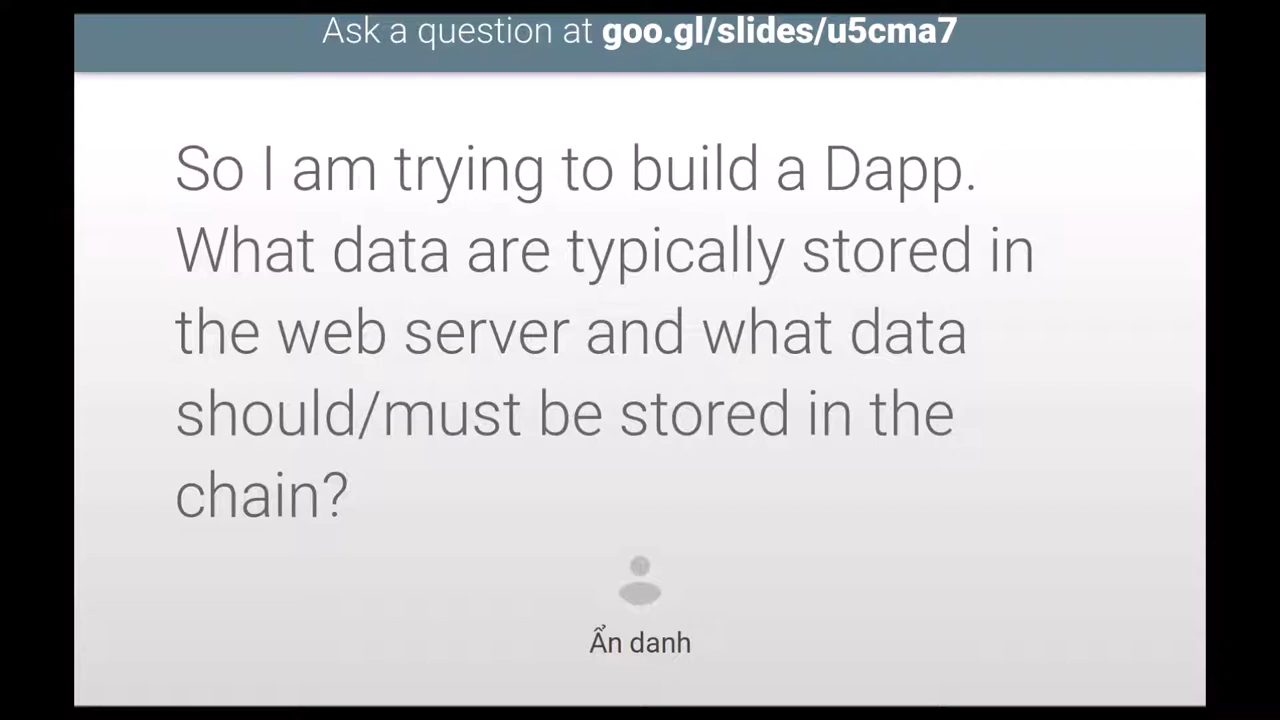 Ask a question at goo.gl/slides/u5cma7
So I am trying to build a Dapp.
What data are typically stored in
the web server and what data
should/must be stored in the
chain?
Ẩn danh